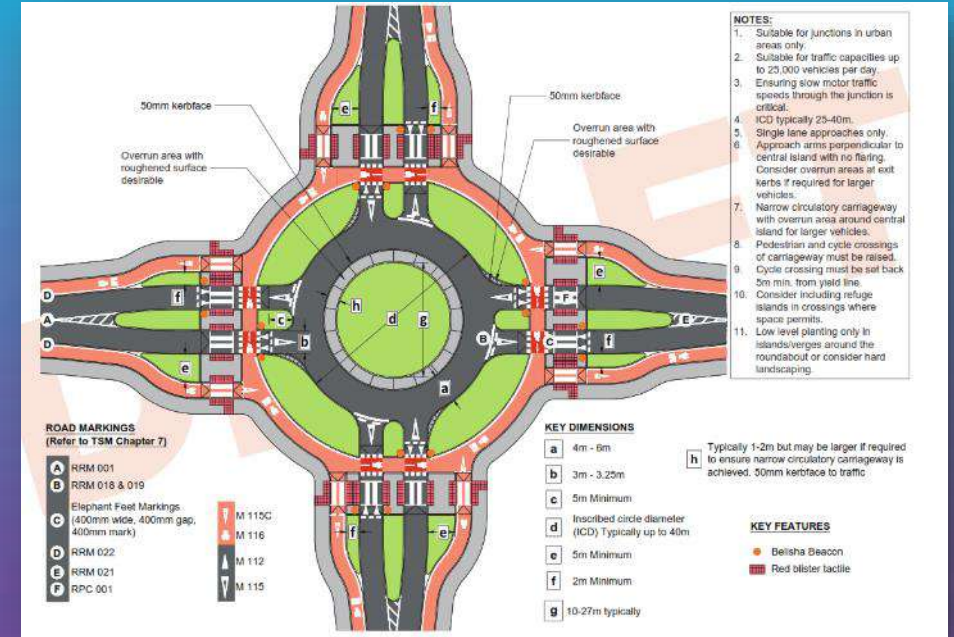 NOTES:
1. Suitable for junctions in urban
areas only.
2. Suitable for traffic capacities up
to 25,000 vehicles per day.
3. Ensuring slow motor traffic
speeds through the junction is
critical.
4. ICD typically 25-40m.
5. Single lane approaches only.
6. Approach arms perpendicular to
central island with no flaring.
Consider overrun areas at exit
kerbs if required for larger
vehicles.
7. Narrow circulatory carriageway
with overrun area around central
island for larger vehicles.
8. Pedestrian and cycle crossings
of carriageway must be raised.
9. Cycle crossing must be set back
5m min. from yield line.
10. Consider including refuge
islands in crossings where
space permits.
11. Low level planting only in
islands/verges around the
roundabout or consider hard
landscaping.
50mm kerbface
Overrun area with
roughened surface
desirable
50mm kerbface
Overrun area with
roughened surface
desirable
e
f
D
A
D
f
e
c
b
h
d
g
a
B
C
F
E
e
f
f
e
DRAFT
ROAD MARKINGS
(Refer to TSM Chapter 7)
A RRM 001
B RRM 018 & 019
C Elephant Feet Markings
(400mm wide, 400mm gap,
400mm mark)
D RRM 022
E RRM 021
F RPC 001
M 115C
M 116
M 112
M 115
KEY DIMENSIONS
a 4m - 6m
b 3m - 3.25m
c 5m Minimum
d Inscribed circle diameter
(ICD) Typically up to 40m
e 5m Minimum
f 2m Minimum
g 10-27m typically
h Typically 1-2m but may be larger if required
to ensure narrow circulatory carriageway is
achieved. 50mm kerbface to traffic
KEY FEATURES
Belisha Beacon
Red blister tactile